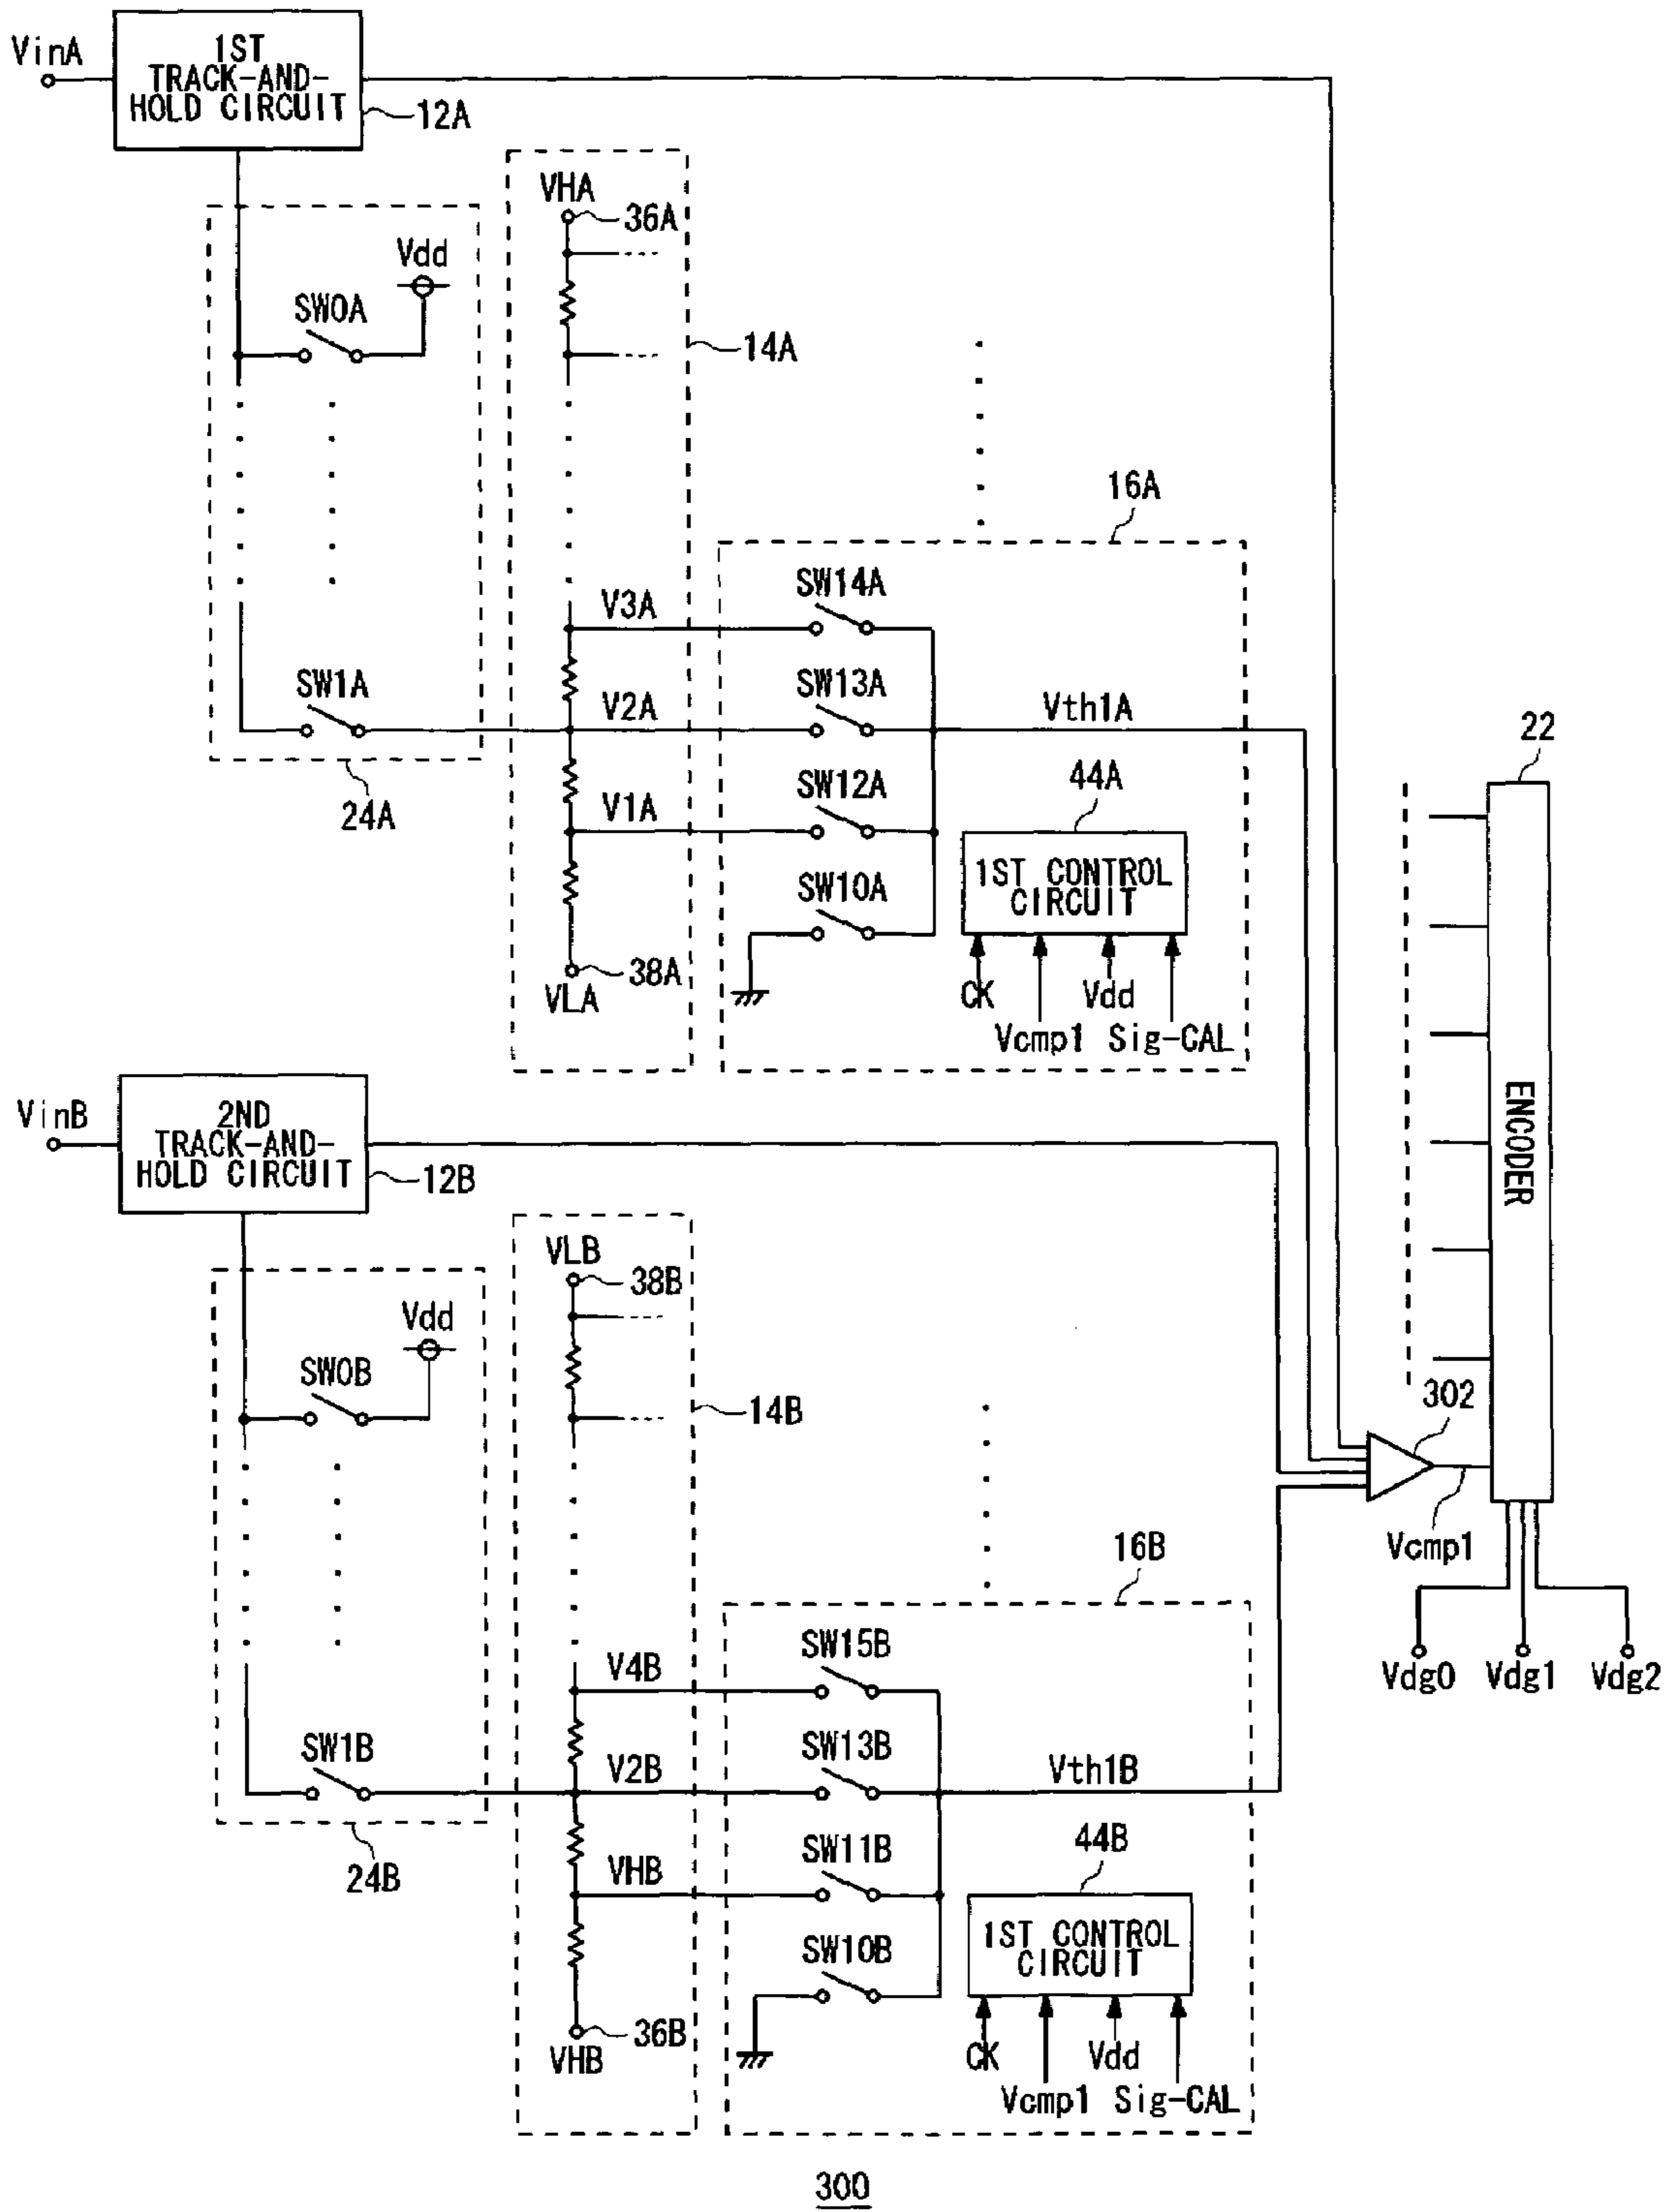 VinA
1ST
TRACK-AND-
HOLD CIRCUIT
12A
VHA
36A
Vdd
SW0A
14A
16A
SW14A
V3A
SW13A
SW1A
V2A
Vth1A
22
44A
SW12A
V1A
24A
1ST CONTROL
CIRCUIT
SW10A
38A
VLA
CK
Vdd
Vcmp1 Sig-CAL
ENCODER
VinB
2ND
TRACK-AND-
HOLD CIRCUIT
12B
VLB
38B
Vdd
SW0B
14B
302
Vcmp1
16B
SW15B
V4B
Vdg0 Vdg1 Vdg2
SW13B
SW1B
V2B
Vth1B
44B
SW11B
VHB
24B
1ST CONTROL
CIRCUIT
SW10B
36B
VHB
CK
Vdd
Vcmp1 Sig-CAL
300